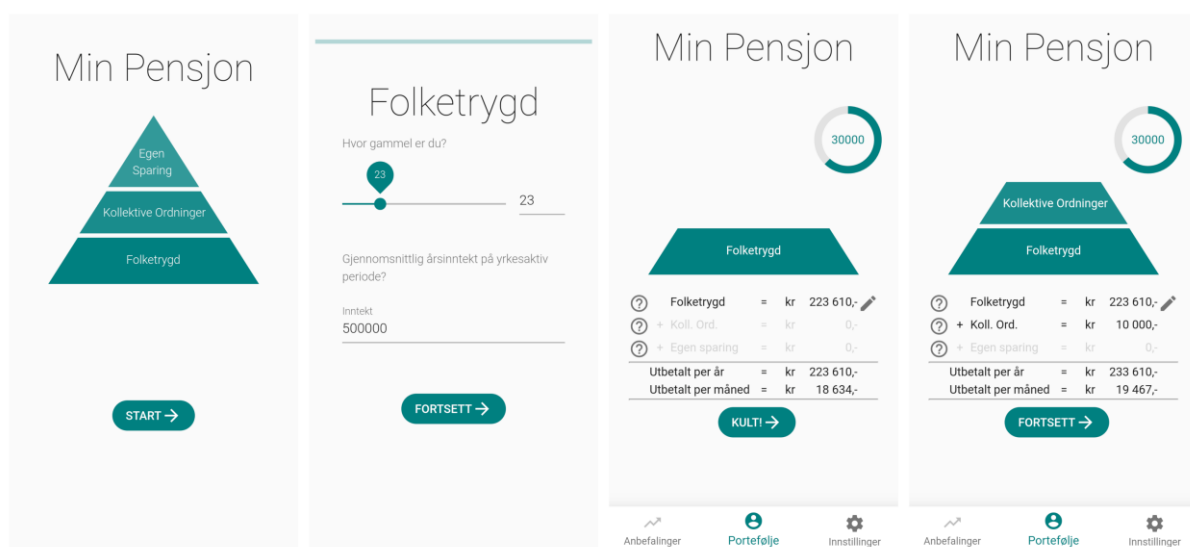 Min Pensjon
Egen
Sparing
Kollektive Ordninger
Folketrygd
START →
Folketrygd
Hvor gammel er du?
23
23
Gjennomsnittlig årsinntekt på yrkesaktiv
periode?
Inntekt
500000
FORTSETT →
Min Pensjon
30000
Folketrygd
? Folketrygd = kr 223 610,-
? + Koll. Ord. = kr 0,-
? + Egen sparing = kr 0,-
Utbetalt per år = kr 223 610,-
Utbetalt per måned = kr 18 634,-
KULT! →
Anbefalinger Portefølje Innstillinger
Min Pensjon
30000
Kollektive Ordninger
Folketrygd
? Folketrygd = kr 223 610,-
? + Koll. Ord. = kr 10 000,-
? + Egen sparing = kr 0,-
Utbetalt per år = kr 233 610,-
Utbetalt per måned = kr 19 467,-
FORTSETT →
Anbefalinger Portefølje Innstillinger